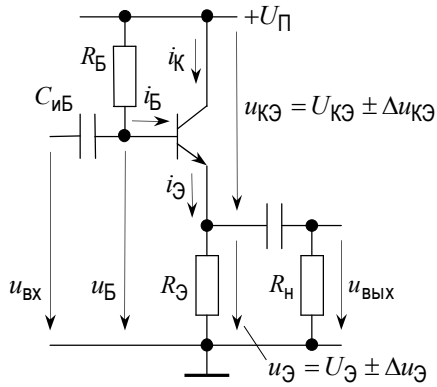 +U_П
R_Б
i_К
C_иБ
i_Б
u_КЭ = U_КЭ ± Δu_КЭ
i_Э
u_вх
u_Б
R_Э
R_н
u_вых
u_Э = U_Э ± Δu_Э